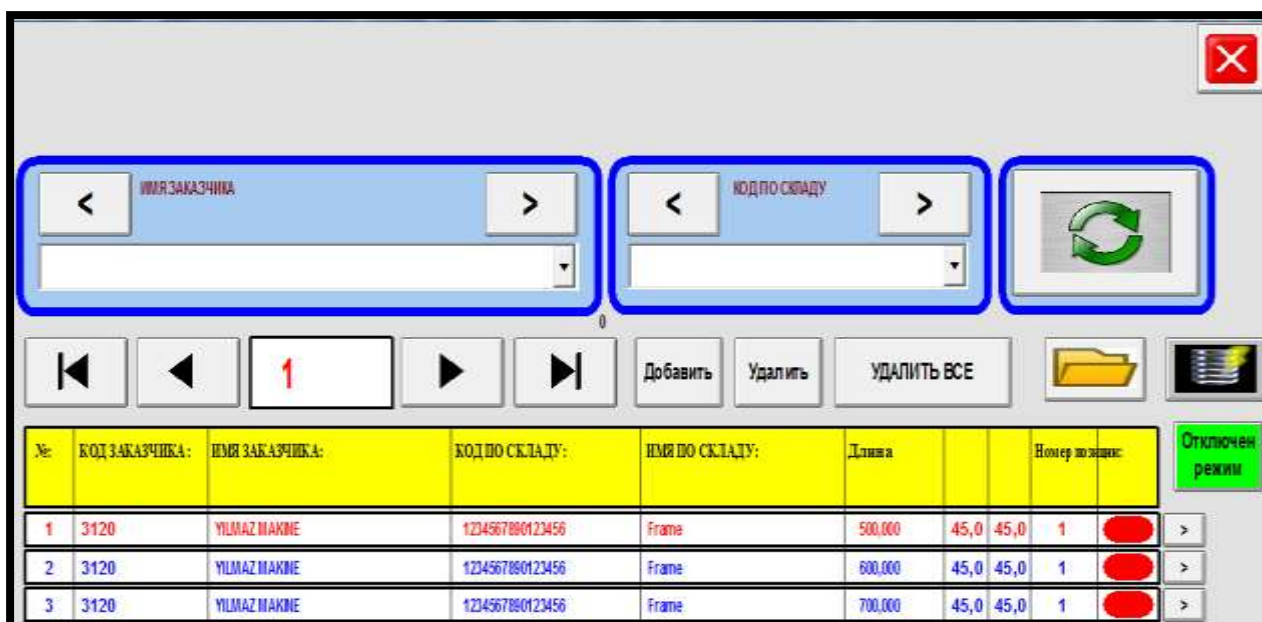 < ИМЯ ЗАКАЗЧИКА > < КОД ПО СКЛАДУ >
0
1 Добавить Удалить УДАЛИТЬ ВСЕ
№: КОД ЗАКАЗЧИКА: ИМЯ ЗАКАЗЧИКА: КОД ПО СКЛАДУ: ИМЯ ПО СКЛАДУ: Длина Номер позиции: Отключен
режим
1 3120 YILMAZ MAKINE 1234567890123456 Frame 500,000 45,0 45,0 1 >
2 3120 YILMAZ MAKINE 1234567890123456 Frame 600,000 45,0 45,0 1 >
3 3120 YILMAZ MAKINE 1234567890123456 Frame 700,000 45,0 45,0 1 >